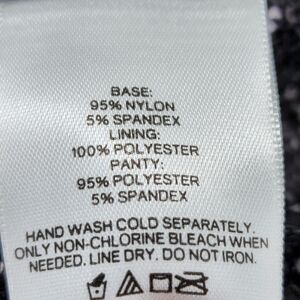 BASE:
95% NYLON
5% SPANDEX
LINING:
100% POLYESTER
PANTY:
95% POLYESTER
5% SPANDEX
HAND WASH COLD SEPARATELY.
ONLY NON-CHLORINE BLEACH WHEN
NEEDED. LINE DRY. DO NOT IRON.